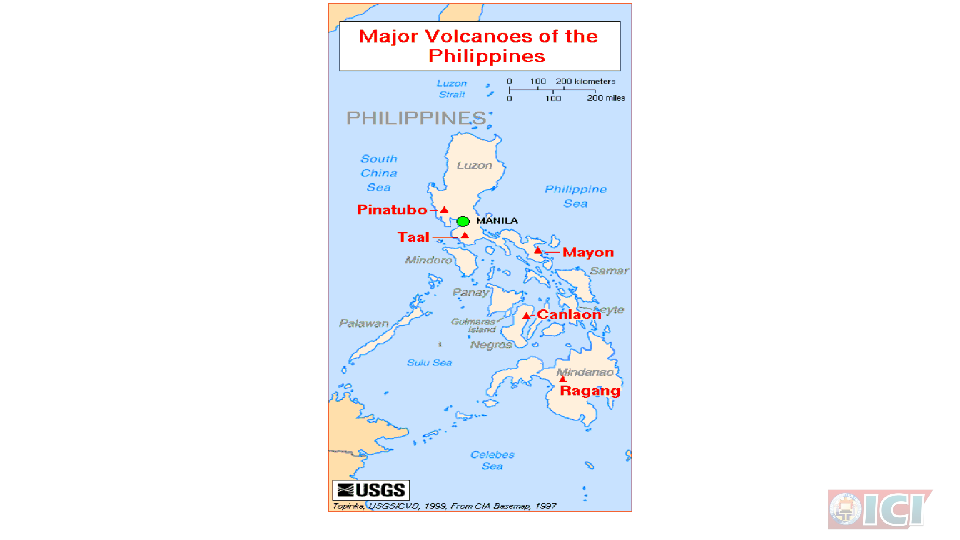 Major Volcanoes of the
Philippines
0 100 200 kilometers
0 100 200 miles
Luzon
Strait
PHILIPPINES
South
China
Sea
Luzon
Philippine
Sea
Pinatubo
MANILA
Taal
Mayon
Mindoro
Samar
Panay
Leyte
Canlaon
Guimaras
Island
Palawan
Negros
Sulu Sea
Mindanao
Ragang
Celebes
Sea
USGS
Topinka, USGS/CVO, 1999, From CIA Basemap, 1997
ICI